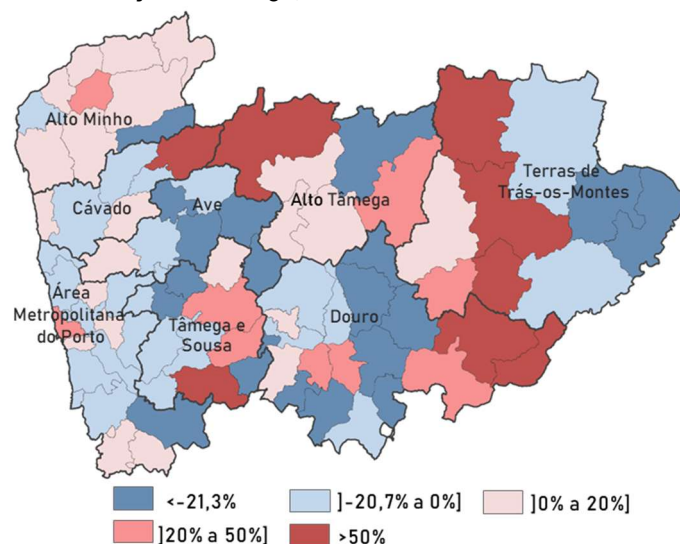 Alto Minho
Terras de
Trás-os-Montes
Cávado
Ave
Alto Tâmega
Área
Metropolitana
do Porto
Tâmega e
Sousa
Douro
<-21,3%
]-20,7% a 0%]
]0% a 20%]
]20% a 50%]
>50%